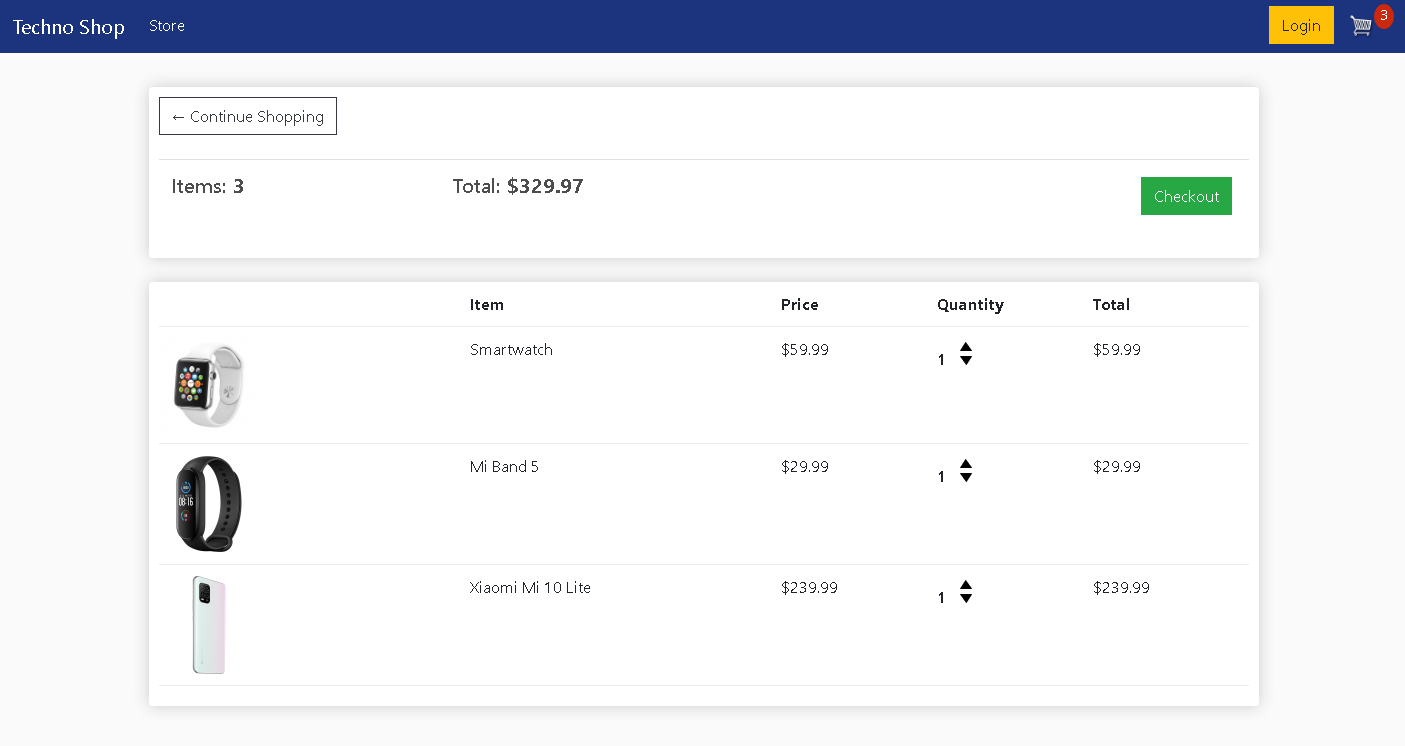 Techno Shop Store Login 3
← Continue Shopping
Items: 3 Total: $329.97 Checkout
Item Price Quantity Total
Smartwatch $59.99 1 $59.99
Mi Band 5 $29.99 1 $29.99
08:16
Xiaomi Mi 10 Lite $239.99 1 $239.99